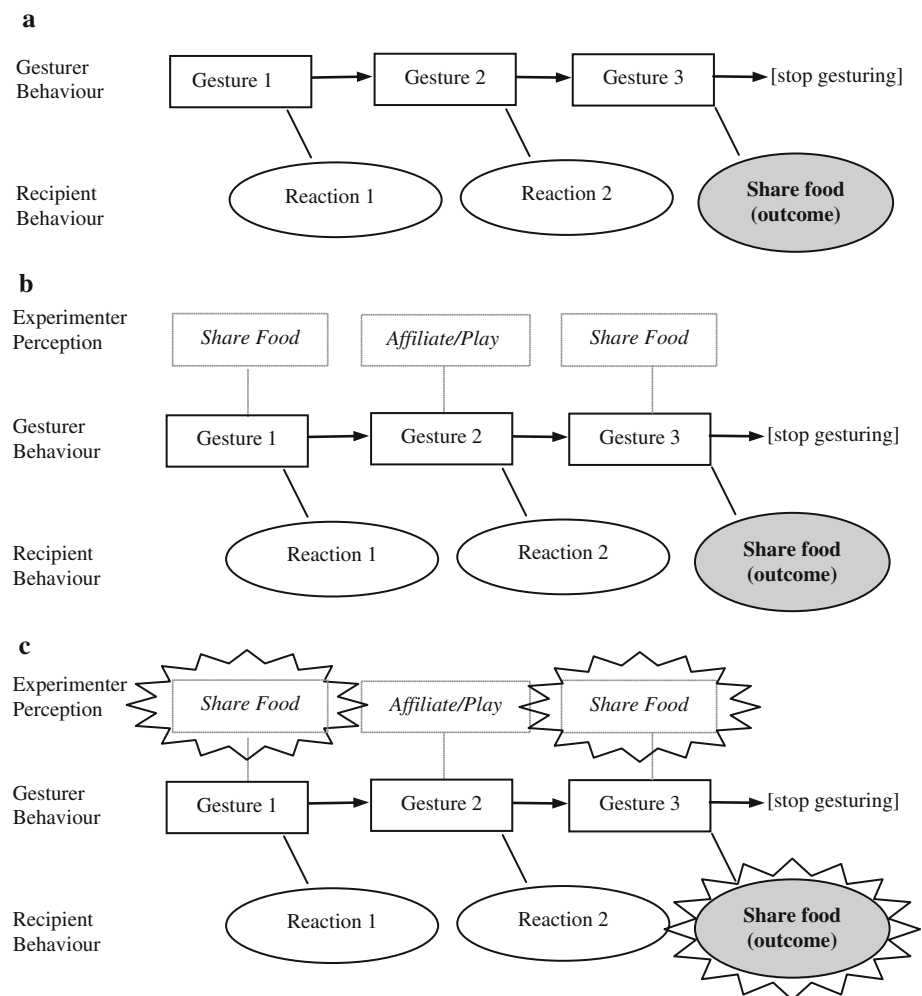 a
Gesturer
Behaviour
Gesture 1
Gesture 2
Gesture 3
[stop gesturing]
Recipient
Behaviour
Reaction 1
Reaction 2
Share food
(outcome)
b
Experimenter
Perception
Share Food
Affiliate/Play
Share Food
Gesturer
Behaviour
Gesture 1
Gesture 2
Gesture 3
[stop gesturing]
Recipient
Behaviour
Reaction 1
Reaction 2
Share food
(outcome)
c
Experimenter
Perception
Share Food
Affiliate/Play
Share Food
Gesturer
Behaviour
Gesture 1
Gesture 2
Gesture 3
[stop gesturing]
Recipient
Behaviour
Reaction 1
Reaction 2
Share food
(outcome)